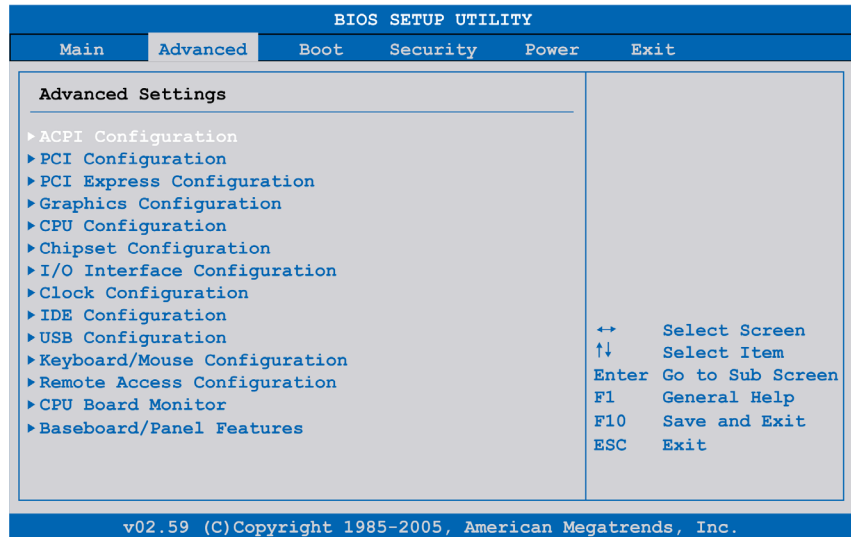 BIOS SETUP UTILITY
Main Advanced Boot Security Power Exit
Advanced Settings
ACPI Configuration
PCI Configuration
PCI Express Configuration
Graphics Configuration
CPU Configuration
Chipset Configuration
I/O Interface Configuration
Clock Configuration
IDE Configuration
USB Configuration
Keyboard/Mouse Configuration
Remote Access Configuration
CPU Board Monitor
Baseboard/Panel Features
↔ Select Screen
↑↓ Select Item
Enter Go to Sub Screen
F1 General Help
F10 Save and Exit
ESC Exit
v02.59 (C)Copyright 1985-2005, American Megatrends, Inc.